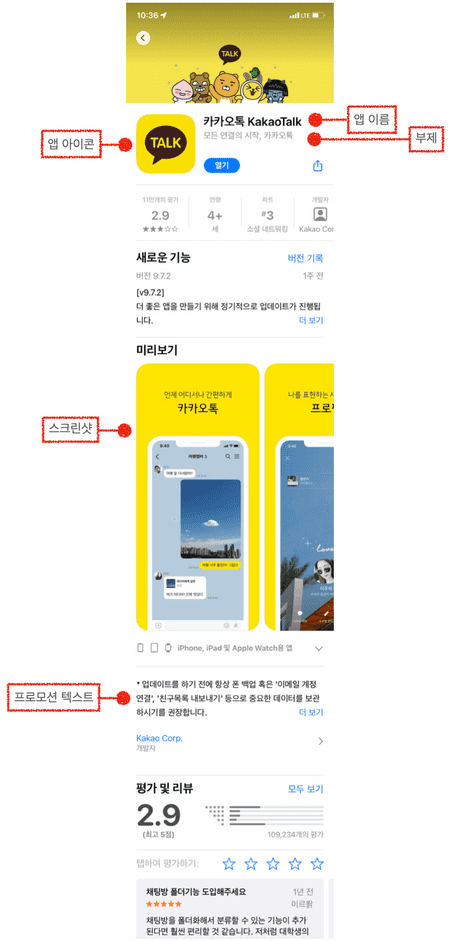 10:36
LTE
TALK
카카오톡 KakaoTalk
앱 이름
모든 연결의 시작, 카카오톡
부제
앱 아이콘
TALK
열기
11만개의 평가
연령
차트
개발자
2.9
4+
#3
★★★☆☆
세
소셜 네트워킹
Kakao Cor
새로운 기능
버전 기록
버전 9.7.2
1주 전
[v9.7.2]
더 좋은 앱을 만들기 위해 정기적으로 업데이트가 진행됩
니다.
더 보기
미리보기
언제 어디서나 간편하게
카카오톡
나를 표현하는 시
프로필
스크린샷
iPhone, iPad 및 Apple Watch용 앱
* 업데이트를 하기 전에 항상 폰 백업 혹은 '이메일 계정
연결', '친구목록 내보내기' 등으로 중요한 데이터를 보관
하시기를 권장합니다.
더 보기
프로모션 텍스트
Kakao Corp.
개발자
평가 및 리뷰
모두 보기
2.9
(최고 5점)
109,234개의 평가
탭하여 평가하기:
채팅방 폴더기능 도입해주세요
1년 전
★★★★★
채팅방을 폴더화해서 분류할 수 있는 기능이 추가
된다면 훨씬 편리할 것 같습니다. 저처럼 대학생의